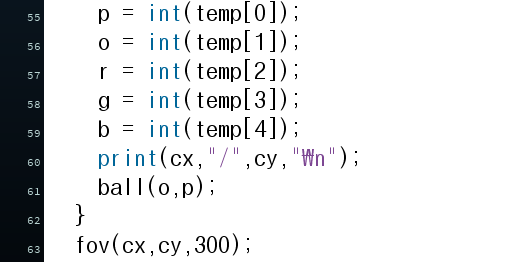 55 p = int(temp[0]);
56 o = int(temp[1]);
57 r = int(temp[2]);
58 g = int(temp[3]);
59 b = int(temp[4]);
60 print(cx,"/",cy,"₩n");
61 ball(o,p);
62 }
63 fov(cx,cy,300);